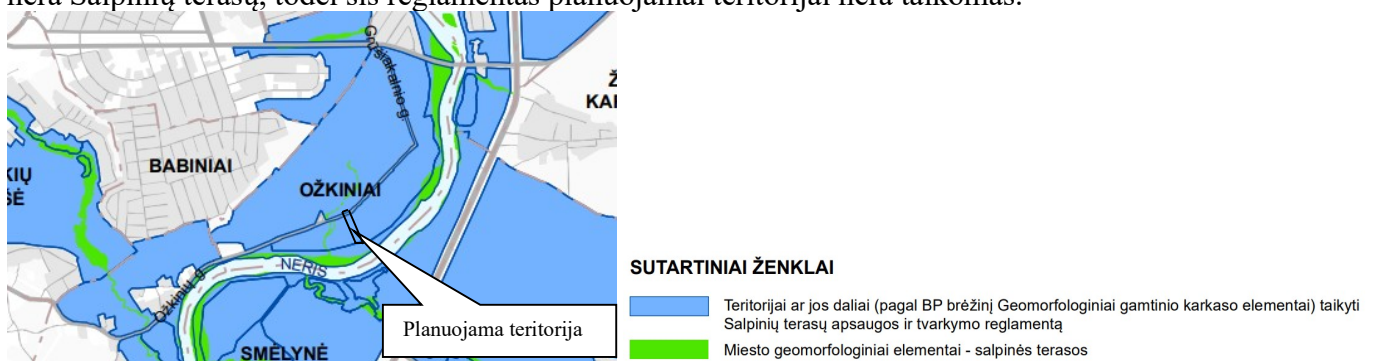 nėra Salpinių terasų, todėl šis reglamentas planuojamai teritorijai nėra taikomas.
Grigiakalnio g.
Ž
KAI
BABINIAI
KIŲ
ŠĖ
OŽKINIAI
NERIS
Ožkinių g.
Planuojama teritorija
SMĖLYNĖ
SUTARTINIAI ŽENKLAI
Teritorijai ar jos daliai (pagal BP brėžinį Geomorfologiniai gamtinio karkaso elementai) taikyti
Salpinių terasų apsaugos ir tvarkymo reglamentą
Miesto geomorfologiniai elementai - salpinės terasos